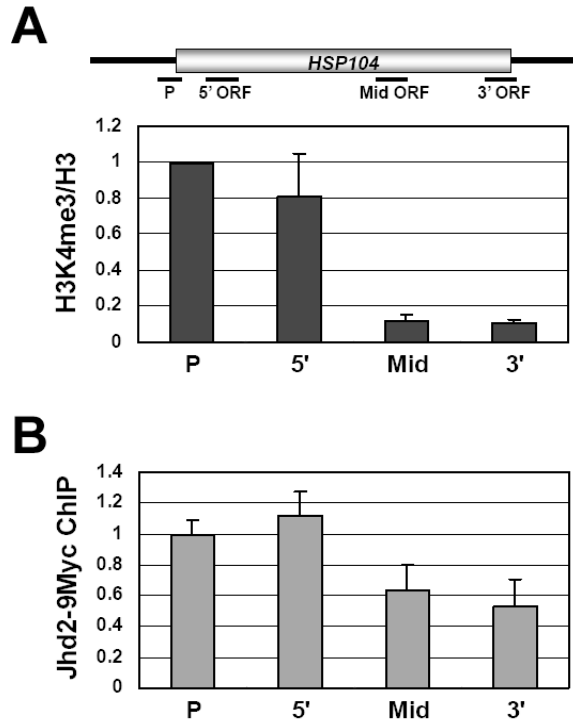 A
HSP104
P 5' ORF Mid ORF 3' ORF
H3K4me3/H3
1.2
1
0.8
0.6
0.4
0.2
0
P 5' Mid 3'
B
Jhd2-9Myc ChIP
1.4
1.2
1
0.8
0.6
0.4
0.2
0
P 5' Mid 3'